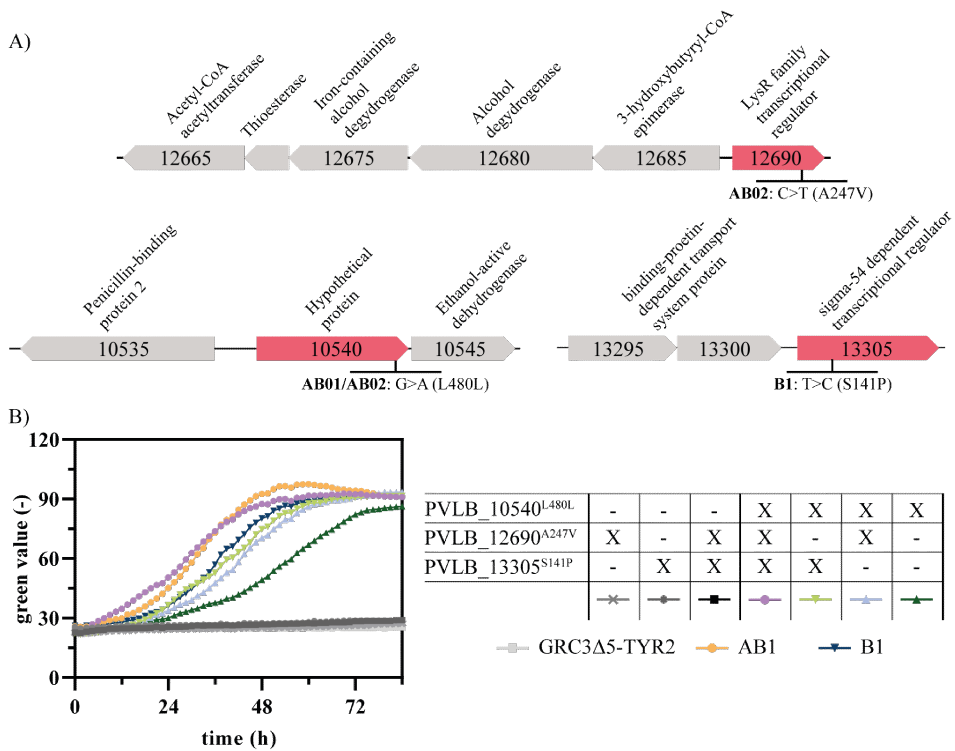 A)
Acetyl-CoA
acetyltransferase
Thioesterase
Iron-containing
alcohol
degydrogenase
Alcohol
degydrogenase
3-hydroxybutyryl-CoA
epimerase
LysR family
transcriptional
regulator
12665
12675
12680
12685
12690
AB02: C>T (A247V)
Penicillin-binding
protein 2
Hypothetical
protein
Ethanol-active
dehydrogenase
binding-proetin-
dependent transport
system protein
sigma-54 dependent
transcriptional regulator
10535
10540
10545
13295
13300
13305
AB01/AB02: G>A (L480L)
B1: T>C (S141P)
B)
green value (-)
120
90
60
30
0
0
24
48
72
time (h)
PVLB_10540L480L - - - X X X X
PVLB_12690A247V X - X X - X -
PVLB_13305S141P - X X X X - -
GRC3Δ5-TYR2
AB1
B1